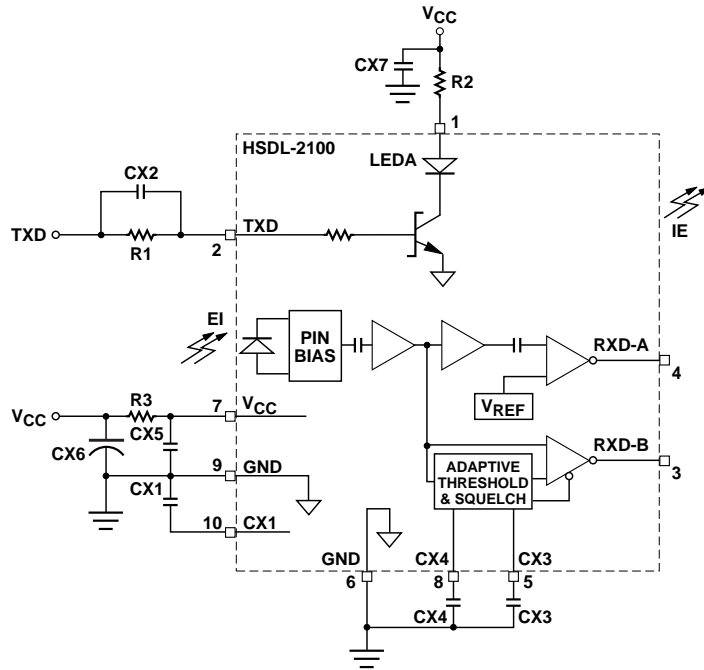 VCC
CX7
R2
1
HSDL-2100
LEDA
CX2
TXD
R1
2
TXD
IE
EI
PIN
BIAS
RXD-A
4
VREF
VCC
R3
7
VCC
CX5
CX6
RXD-B
3
ADAPTIVE
THRESHOLD
& SQUELCH
9
GND
CX1
10
CX1
GND
CX4
CX3
6
8
5
CX4
CX3